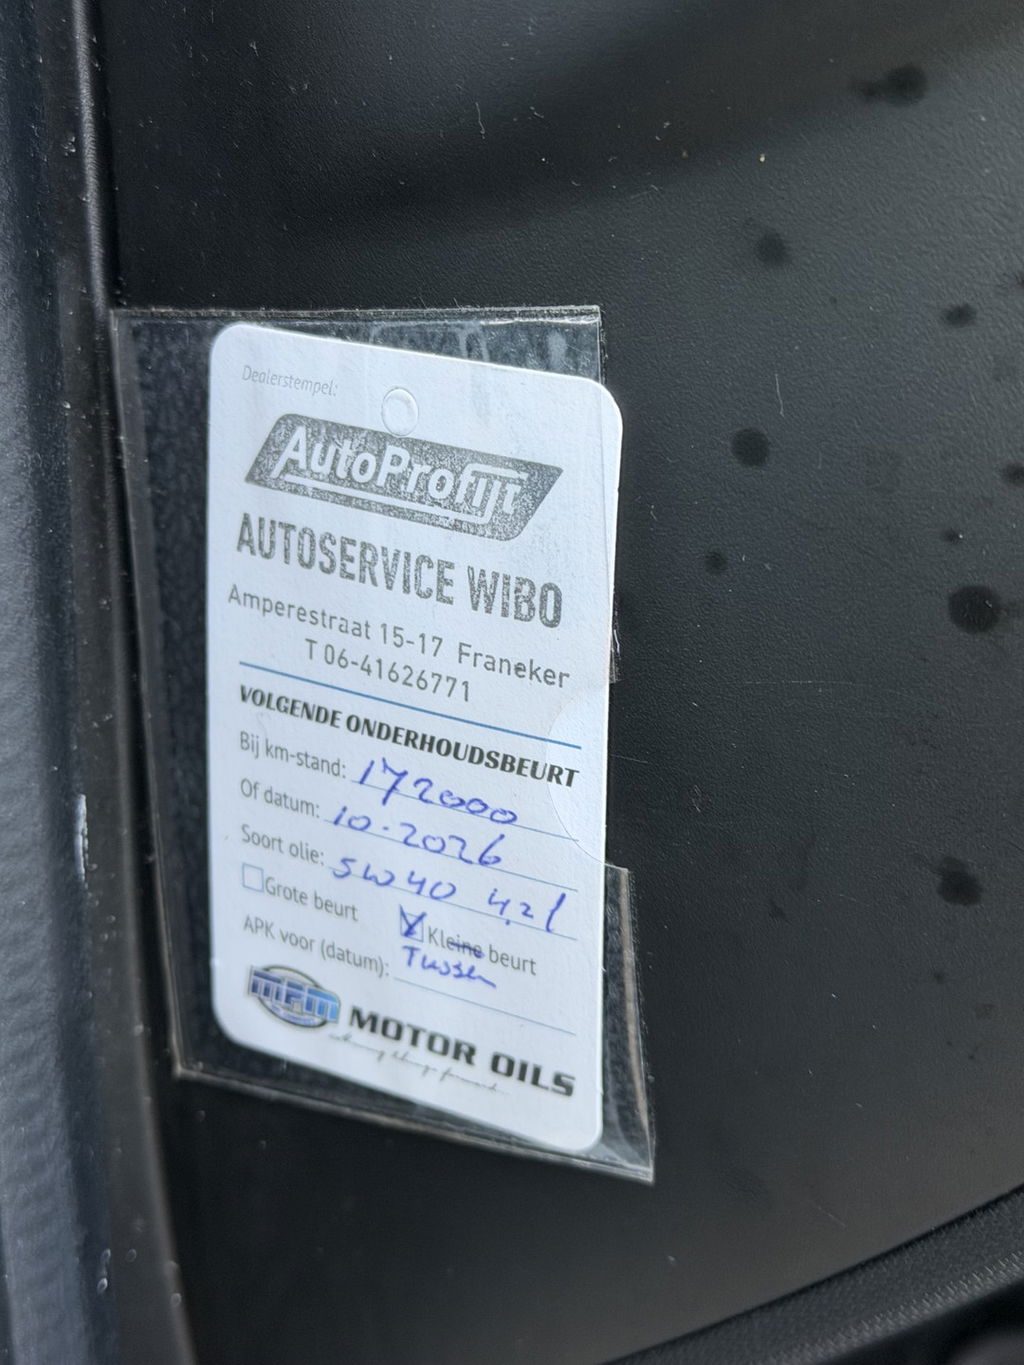 Dealerstempel:
AutoProfijt
AUTOSERVICE WIBO
Amperestraat 15-17 Franeker
T 06-41626771
VOLGENDE ONDERHOUDSBEURT
Bij km-stand: 172000
Of datum: 10-2026
Soort olie: 5W40 4,2l
Grote beurt Kleine beurt
Tussen
APK voor (datum):
MPM MOTOR OILS